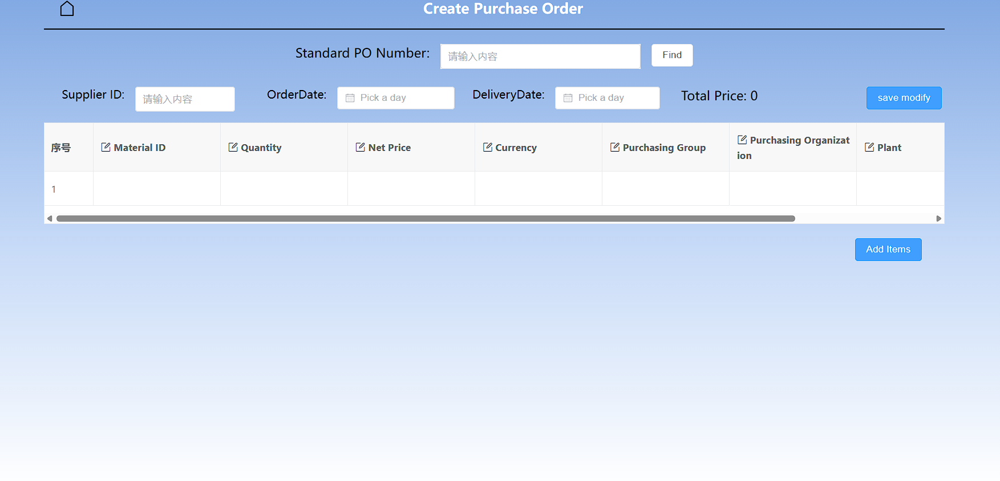 Create Purchase Order
Standard PO Number: 请输入内容 Find
Supplier ID: 请输入内容 OrderDate: Pick a day DeliveryDate: Pick a day Total Price: 0 save modify
序号 Material ID Quantity Net Price Currency Purchasing Group Purchasing Organizat
ion Plant
1
Add Items